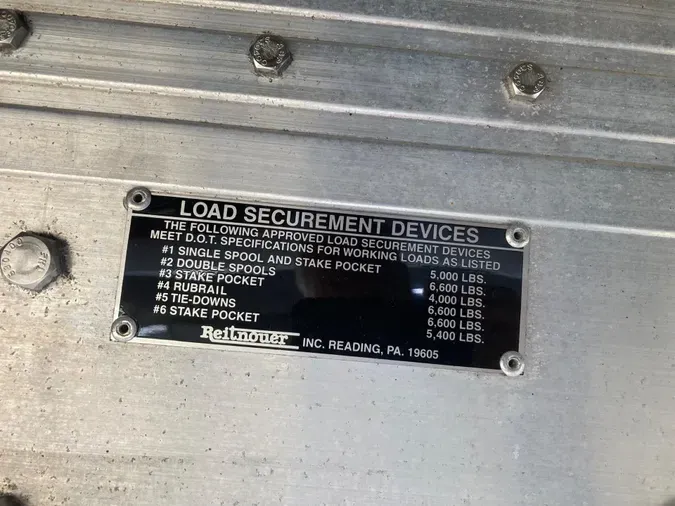 LOAD SECUREMENT DEVICES
THE FOLLOWING APPROVED LOAD SECUREMENT DEVICES
MEET D.O.T. SPECIFICATIONS FOR WORKING LOADS AS LISTED
#1 SINGLE SPOOL AND STAKE POCKET 5,000 LBS.
#2 DOUBLE SPOOLS 6,600 LBS.
#3 STAKE POCKET 4,000 LBS.
#4 RUBRAIL 6,600 LBS.
#5 TIE-DOWNS 6,600 LBS.
#6 STAKE POCKET 5,400 LBS.
Reitnouer INC. READING, PA. 19605